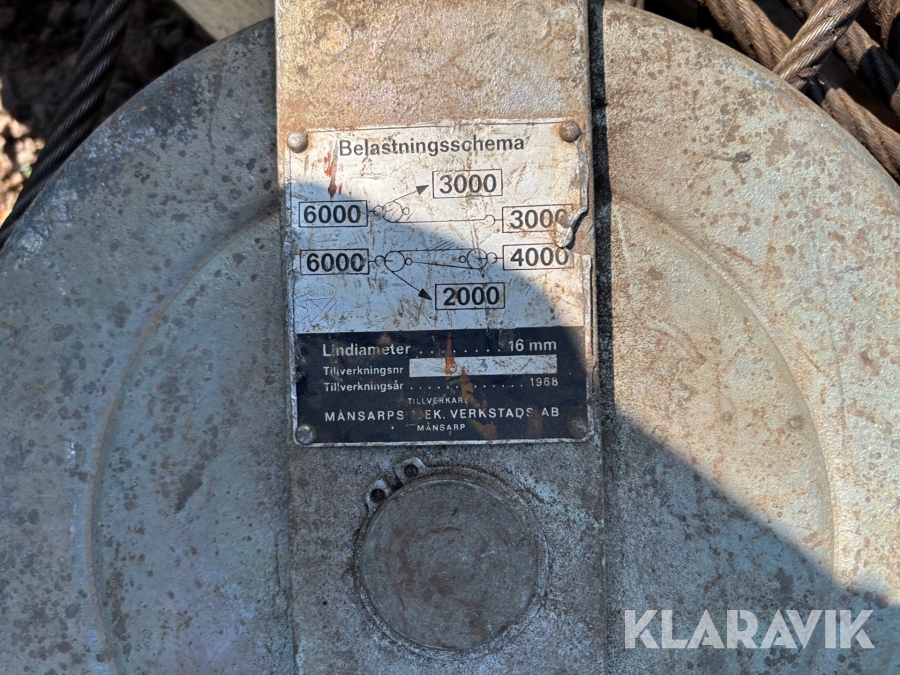 Belastningsschema
3000
6000 3000
6000 4000
2000
Lindiameter ........ 16 mm
Tillverkningsnr
Tillverkningsår ............. 1968
TILLVERKARE
MÅNSARPS MEK. VERKSTADS AB
MÅNSARP
KLARAVIK